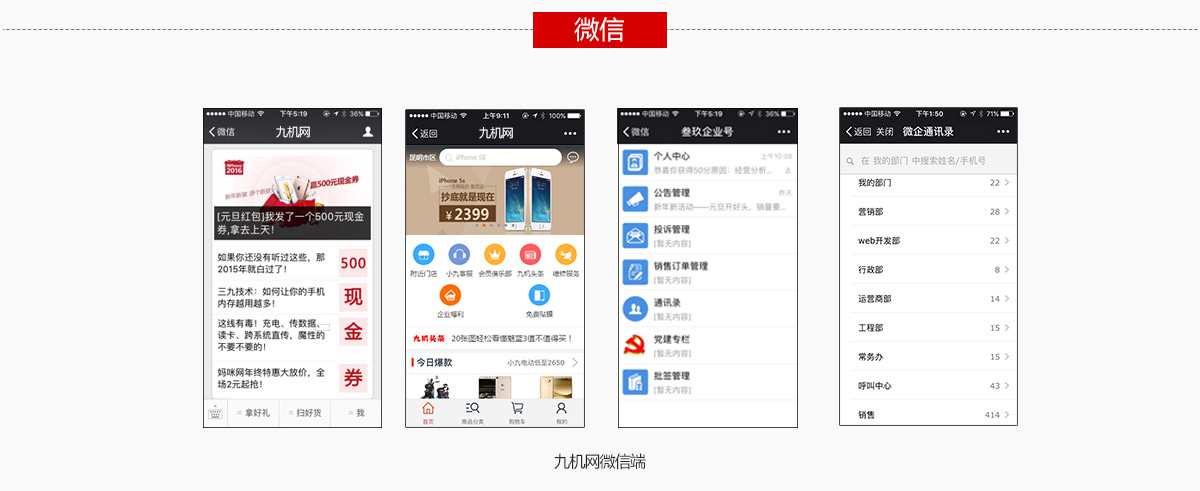 微信
中国移动 下午5:19 36%
微信 九机网
2016
新年新装 送个新欢
赢500元现金券
[元旦红包]我发了一个500元现金
券,拿去上天！
如果你还没有听过这些，那
2015年就白过了！
500
三九技术：如何让你的手机
内存越用越多！
现
这线有毒！充电、传数据、
读卡、跨系统直传，魔性的
不要不要的！
金
妈咪网年终特惠大放价，全
场2元起抢！
券
拿好礼 扫好货 我
中国移动 上午9:11 100%
返回 九机网
昆明市区 iPhone SE
iPhone 5s
抄底就是现在
¥2399
附近门店 小九客服 会员俱乐部 九机头条 维修服务
企业福利 免费贴膜
九机头条 20张图轻松看懂魅蓝3值不值得买！
今日爆款 小九电动低至2650
首页 商品分类 购物车 我的
中国移动 下午5:19 36%
微信 叁玖企业号
个人中心 上午10:08
恭喜你获得50分原因：经营分析...
公告管理 昨天
新年新活动——元旦开好头，销量要...
投诉管理
[暂无内容]
销售订单管理
[暂无内容]
通讯录
[暂无内容]
党建专栏
[暂无内容]
批签管理
[暂无内容]
中国移动 下午1:50 71%
返回 关闭 微企通讯录
在 我的部门 中搜索姓名/手机号
我的部门 22
营销部 28
web开发部 22
行政部 8
运营商部 14
工程部 15
常务办 15
呼叫中心 43
销售 414
九机网微信端